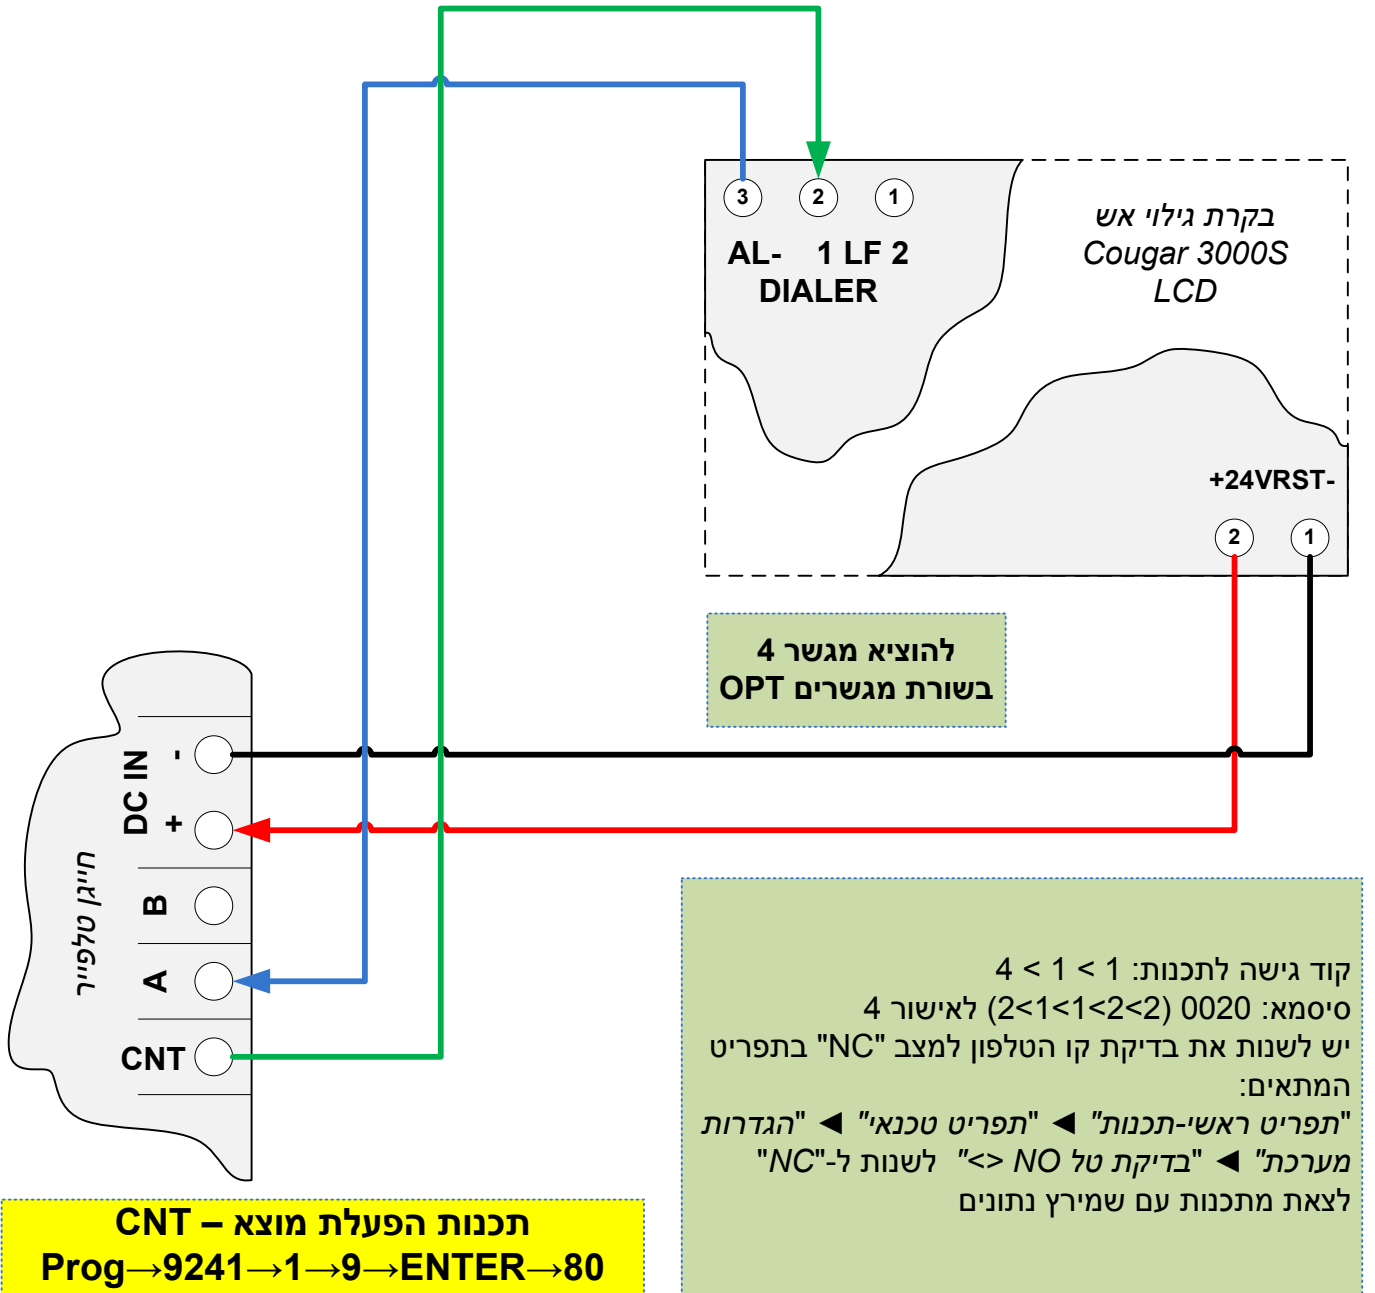 3 2 1
AL- 1 LF 2
DIALER
בקרת גילוי אש
Cougar 3000S
LCD
+24VRST-
2 1
להוציא מגשר 4
בשורת מגשרים OPT
חייגן טלפייר
DC IN - +
B
A
CNT
קוד גישה לתכנות: 1 > 1 > 4
סיסמא: 0020 (2>2>1>1>2) לאישור 4
יש לשנות את בדיקת קו הטלפון למצב "NC" בתפריט
המתאים:
"תפריט ראשי-תכנות" ◄ "תפריט טכנאי" ◄ "הגדרות
מערכת" ◄ "בדיקת טל NO <>" לשנות ל-"NC"
לצאת מתכנות עם שמירץ נתונים
תכנות הפעלת מוצא – CNT
Prog→9241→1→9→ENTER→80